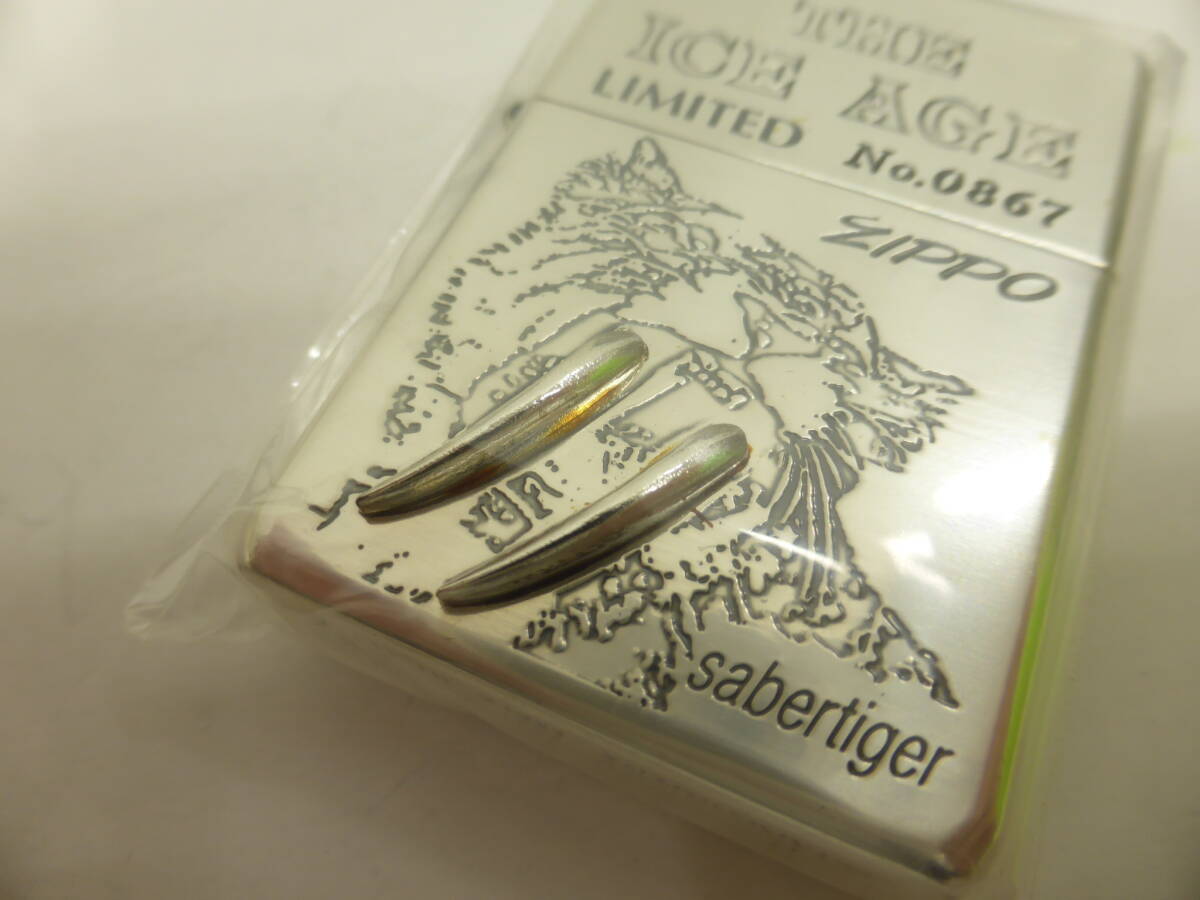 THE
ICE AGE
LIMITED No.0867
ZIPPO
sabertiger